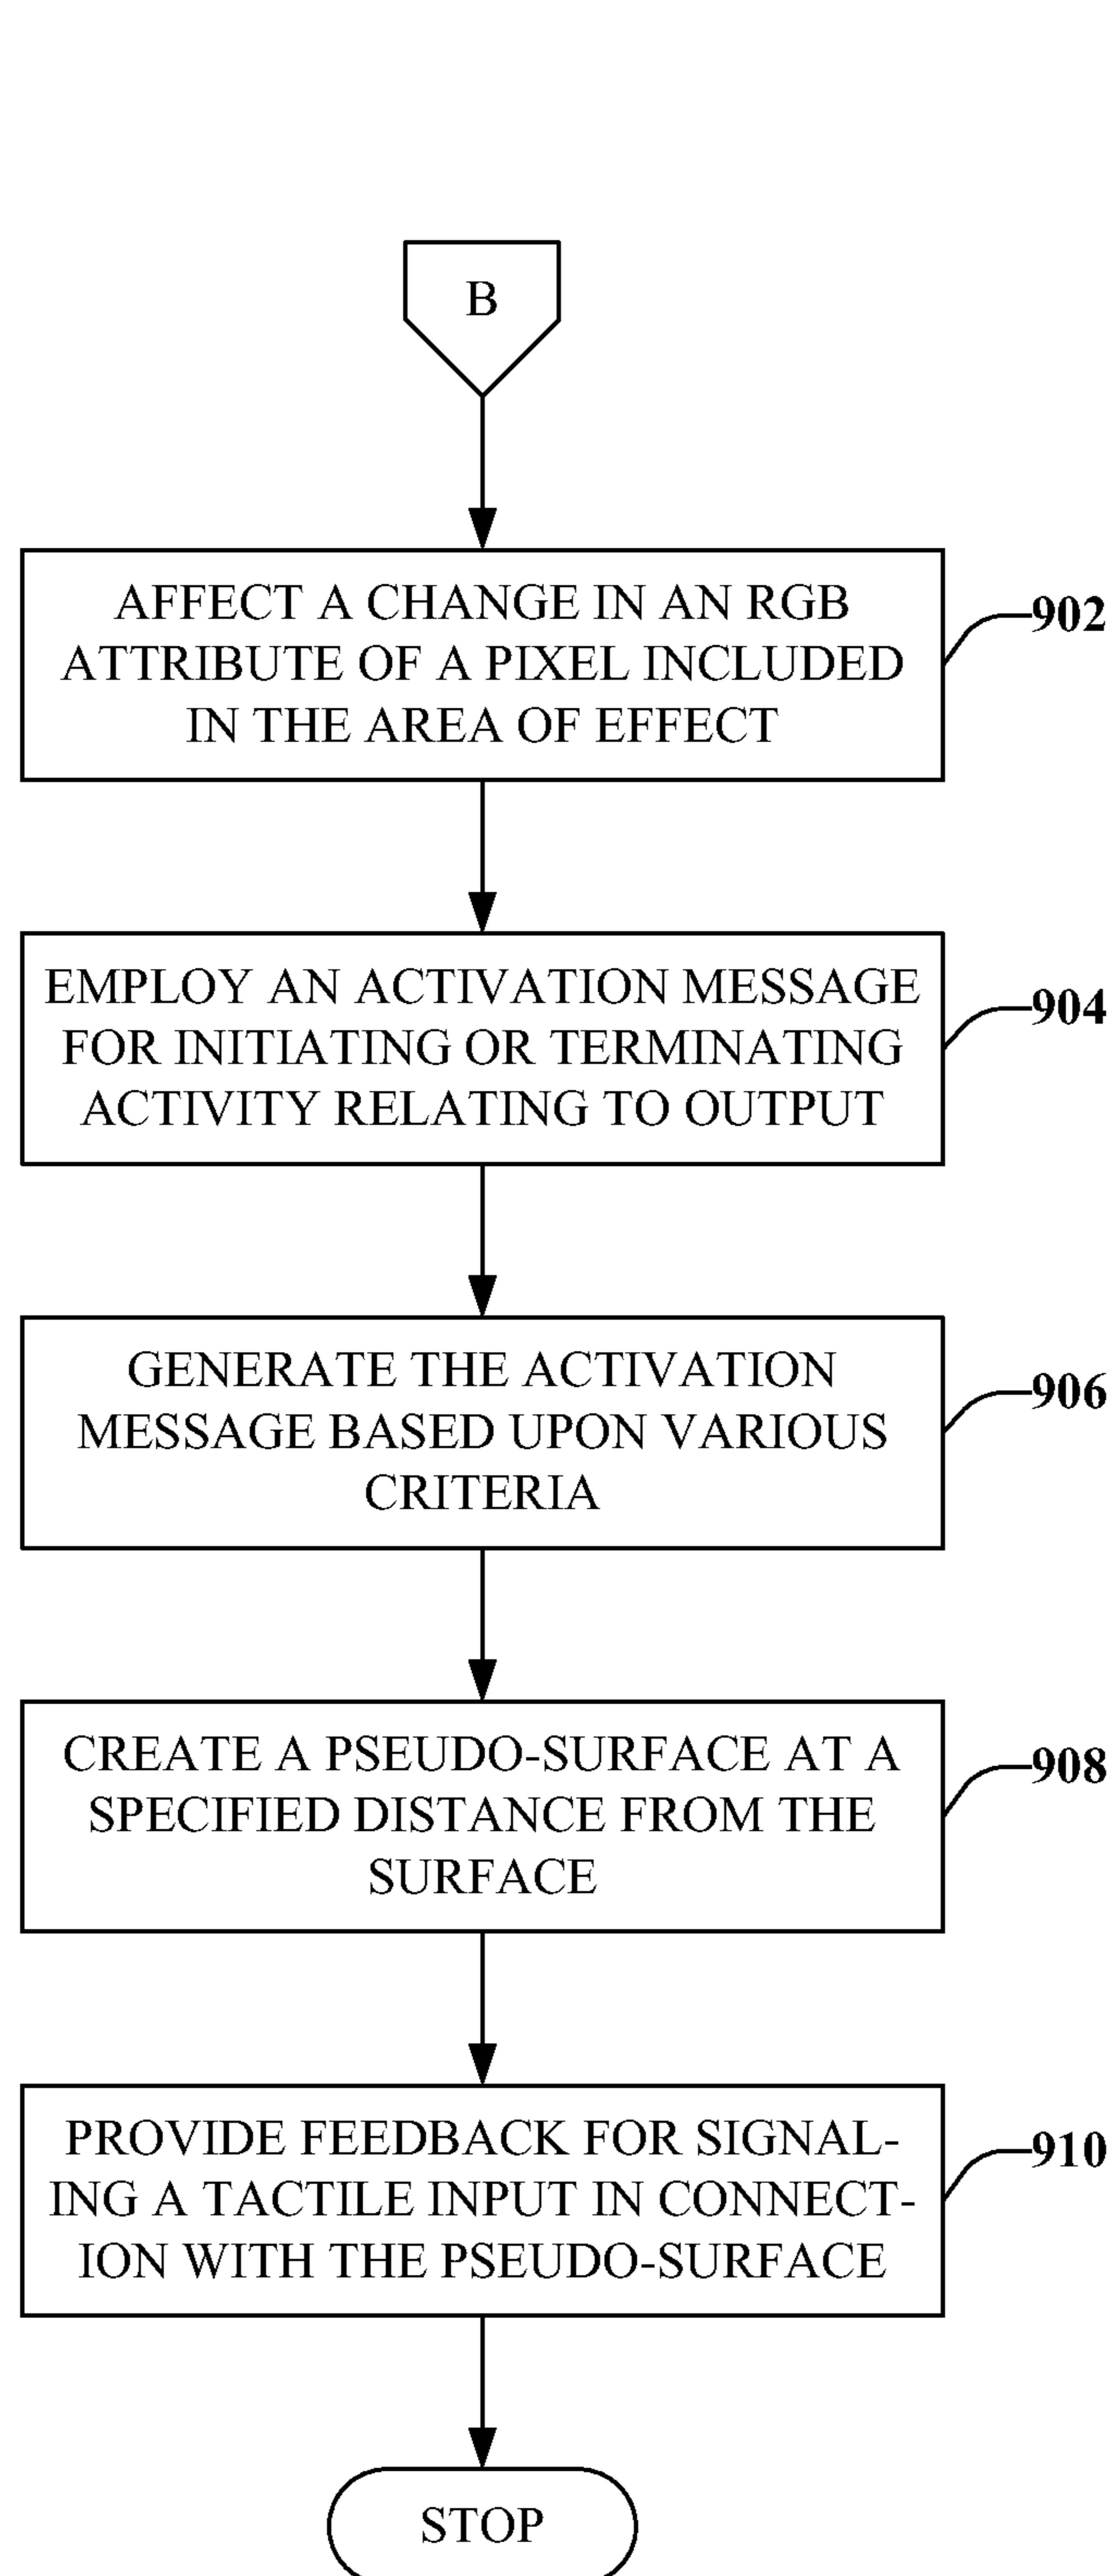 B
AFFECT A CHANGE IN AN RGB
ATTRIBUTE OF A PIXEL INCLUDED
IN THE AREA OF EFFECT
902
EMPLOY AN ACTIVATION MESSAGE
FOR INITIATING OR TERMINATING
ACTIVITY RELATING TO OUTPUT
904
GENERATE THE ACTIVATION
MESSAGE BASED UPON VARIOUS
CRITERIA
906
CREATE A PSEUDO-SURFACE AT A
SPECIFIED DISTANCE FROM THE
SURFACE
908
PROVIDE FEEDBACK FOR SIGNAL-
ING A TACTILE INPUT IN CONNECT-
ION WITH THE PSEUDO-SURFACE
910
STOP